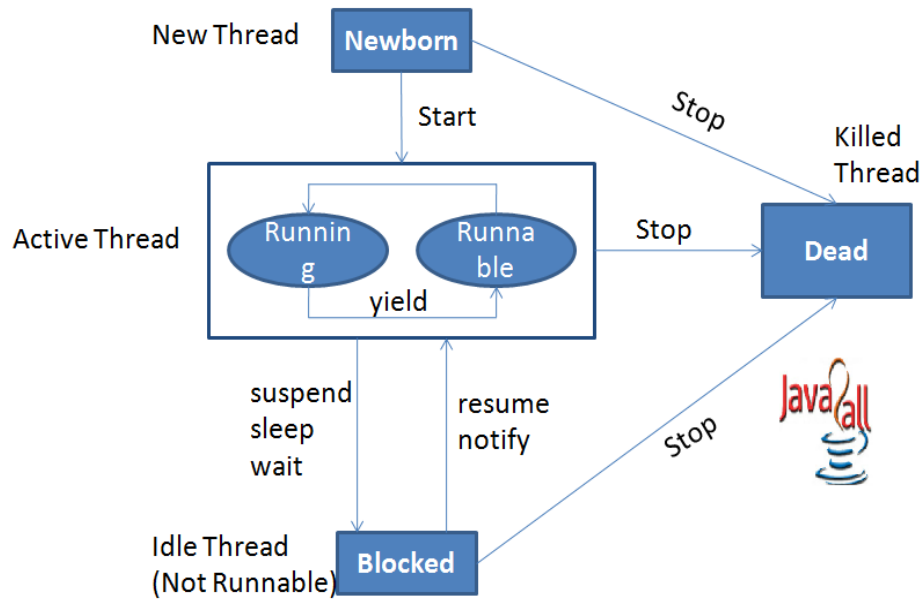 New Thread
Newborn
Start
Stop
Killed
Thread
Active Thread
Runnin
g
Runna
ble
yield
Stop
Dead
suspend
sleep
wait
resume
notify
Stop
Java
all
Idle Thread
(Not Runnable)
Blocked